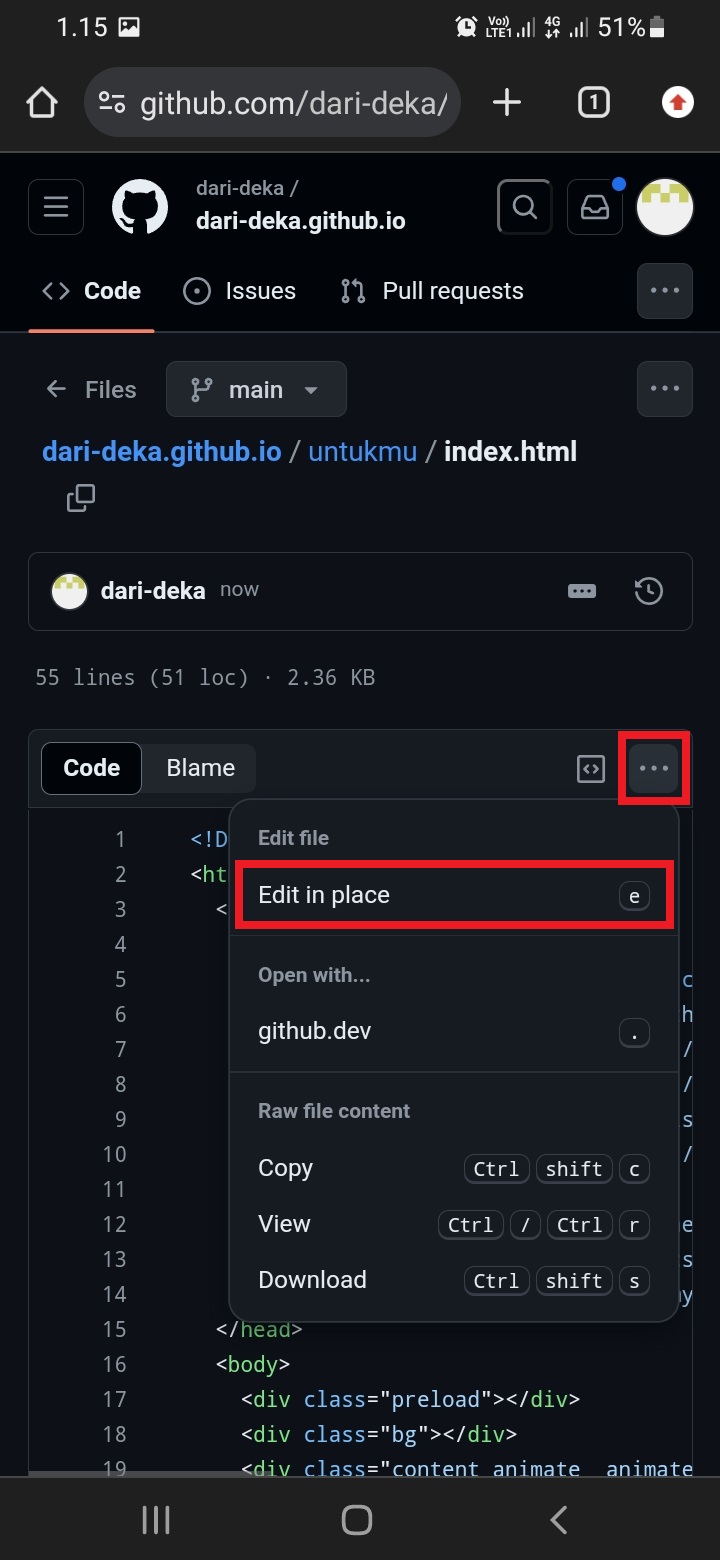 1.15 Vo)) LTE1 4G 51%
github.com/dari-deka/ 1
dari-deka /
dari-deka.github.io
Code Issues Pull requests
Files main
dari-deka.github.io / untukmu / index.html
dari-deka now
55 lines (51 loc) · 2.36 KB
Code Blame
1 <!D
Edit file
2 <ht
Edit in place e
3 <
4
Open with...
5 c
6 h
github.dev .
7 /
8 /
Raw file content
9 s
10 /
Copy Ctrl shift c
11
View Ctrl / Ctrl r
12 e
13 s
Download Ctrl shift s
14 y
15 </head>
16 <body>
17 <div class="preload"></div>
18 <div class="bg"></div>
19 <div class="content animate__animate